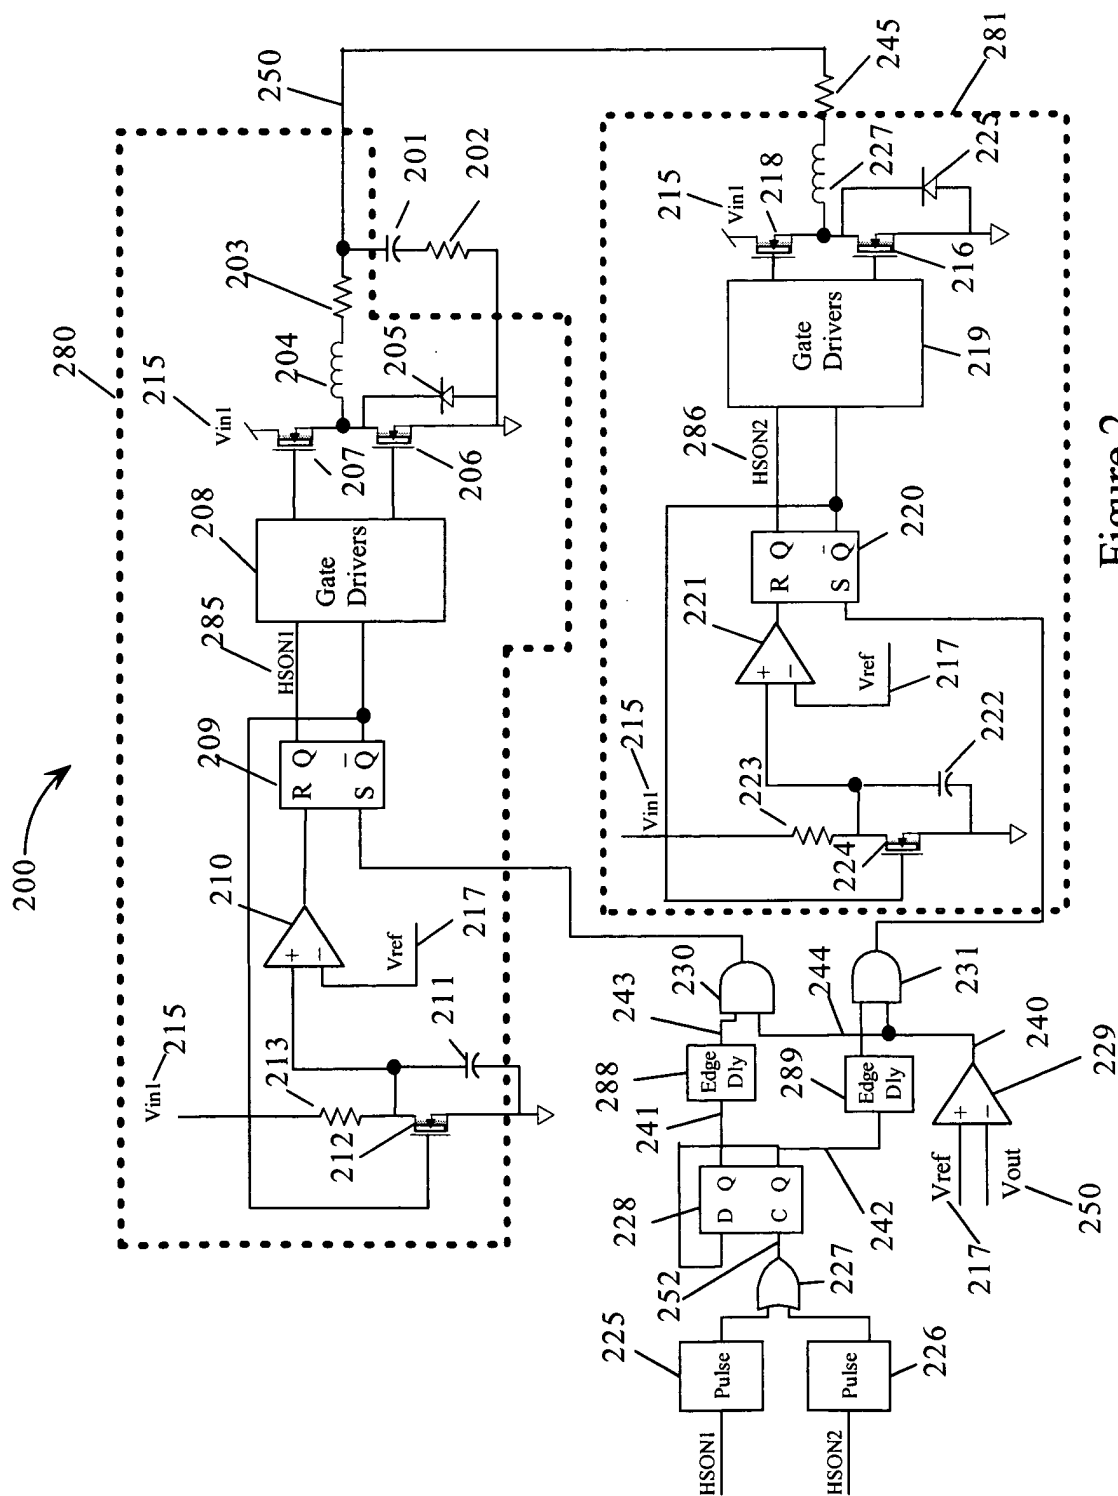 200
280
215
Vin1
250
203
204
201
202
205
206
207
208
Gate
Drivers
285
HSON1
209
R Q
S Q
210
+
−
Vref
217
211
215
Vin1
213
212
245
281
225
227
218
215
Vin1
216
219
Gate
Drivers
286
HSON2
220
R Q
S Q
221
+
−
Vref
217
222
215
Vin1
223
224
230
243
244
231
240
229
288
Edge
Dly
289
Edge
Dly
241
242
228
D Q
C Q
252
227
+
−
Vref
217
Vout
250
225
Pulse
226
Pulse
HSON1
HSON2
Figure 2